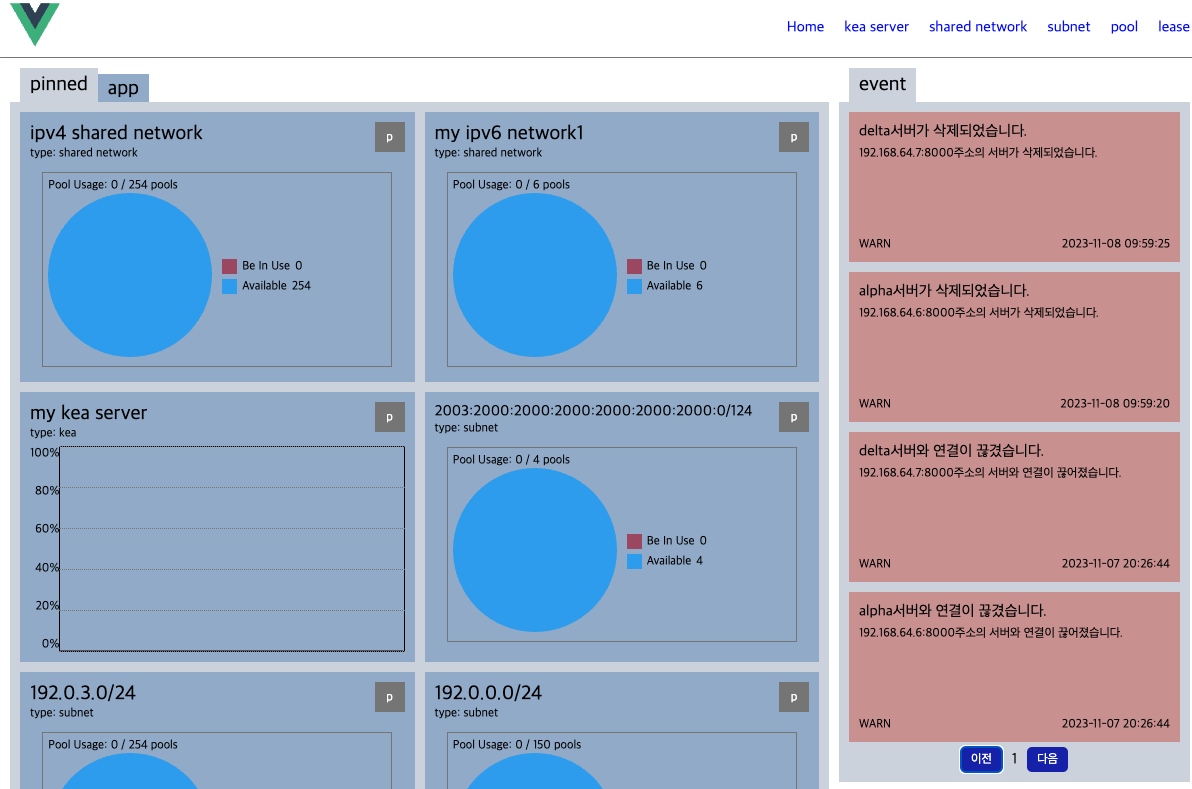 Home kea server shared network subnet pool lease
pinned
app
ipv4 shared network
type: shared network
p
Pool Usage: 0 / 254 pools
Be In Use 0
Available 254
my ipv6 network1
type: shared network
p
Pool Usage: 0 / 6 pools
Be In Use 0
Available 6
my kea server
type: kea
p
100%
80%
60%
40%
20%
0%
2003:2000:2000:2000:2000:2000:2000:0/124
type: subnet
p
Pool Usage: 0 / 4 pools
Be In Use 0
Available 4
192.0.3.0/24
type: subnet
p
Pool Usage: 0 / 254 pools
192.0.0.0/24
type: subnet
p
Pool Usage: 0 / 150 pools
event
delta서버가 삭제되었습니다.
192.168.64.7:8000주소의 서버가 삭제되었습니다.
WARN 2023-11-08 09:59:25
alpha서버가 삭제되었습니다.
192.168.64.6:8000주소의 서버가 삭제되었습니다.
WARN 2023-11-08 09:59:20
delta서버와 연결이 끊겼습니다.
192.168.64.7:8000주소의 서버와 연결이 끊어졌습니다.
WARN 2023-11-07 20:26:44
alpha서버와 연결이 끊겼습니다.
192.168.64.6:8000주소의 서버와 연결이 끊어졌습니다.
WARN 2023-11-07 20:26:44
이전 1 다음